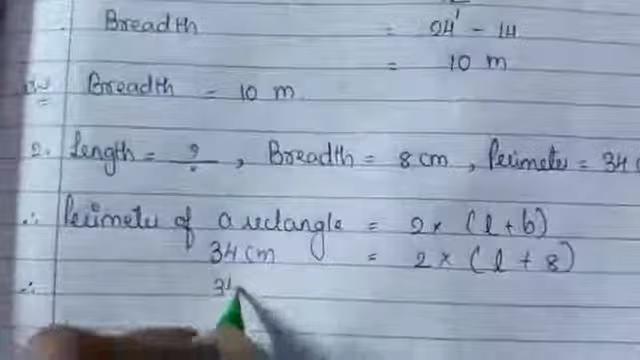 Breadth = 24 - 14
= 10 m
Breadth = 10 m
2. Length = ?, Breadth = 8 cm, Perimeter = 34
∴ Perimeter of a rectangle = 2 × (l + b)
34 cm = 2 × (l + 8)
∴ 34